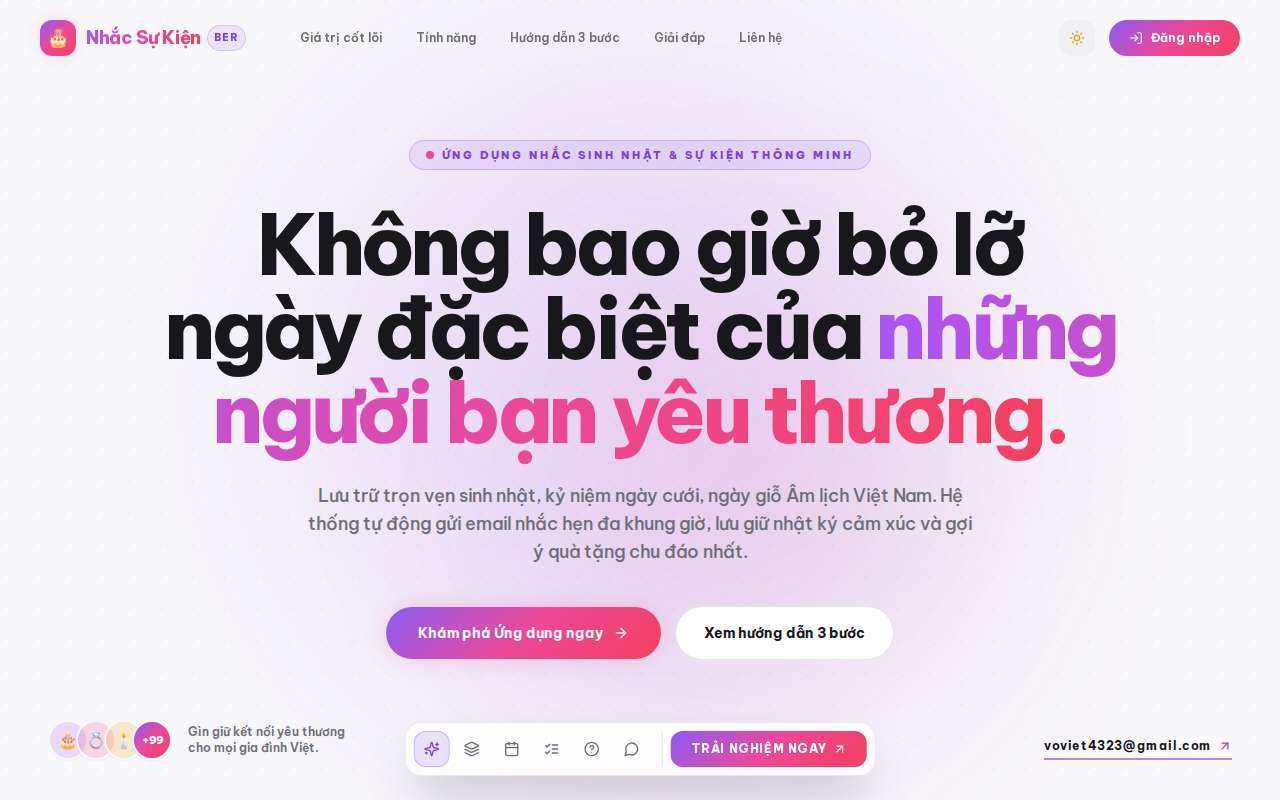 Nhắc Sự Kiện BER
Giá trị cốt lõi
Tính năng
Hướng dẫn 3 bước
Giải đáp
Liên hệ
Đăng nhập
ỨNG DỤNG NHẮC SINH NHẬT & SỰ KIỆN THÔNG MINH
Không bao giờ bỏ lỡ
ngày đặc biệt của những
người bạn yêu thương.
Lưu trữ trọn vẹn sinh nhật, kỷ niệm ngày cưới, ngày giỗ Âm lịch Việt Nam. Hệ
thống tự động gửi email nhắc hẹn đa khung giờ, lưu giữ nhật ký cảm xúc và gợi
ý quà tặng chu đáo nhất.
Khám phá Ứng dụng ngay
Xem hướng dẫn 3 bước
+99
Gìn giữ kết nối yêu thương
cho mọi gia đình Việt.
TRẢI NGHIỆM NGAY
voviet4323@gmail.com